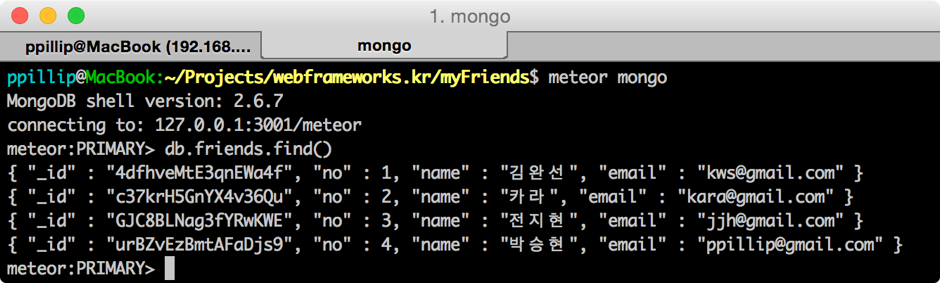 1. mongo
ppillip@MacBook (192.168.... mongo
ppillip@MacBook:~/Projects/webframeworks.kr/myFriends$ meteor mongo
MongoDB shell version: 2.6.7
connecting to: 127.0.0.1:3001/meteor
meteor:PRIMARY> db.friends.find()
{ "_id" : "4dfhveMtE3qnEWa4f", "no" : 1, "name" : "김완선", "email" : "kws@gmail.com" }
{ "_id" : "c37krH5GnYX4v36Qu", "no" : 2, "name" : "카라", "email" : "kara@gmail.com" }
{ "_id" : "GJC8BLNag3fYRwKWE", "no" : 3, "name" : "전지현", "email" : "jjh@gmail.com" }
{ "_id" : "urBZvEzBmtAFaDjs9", "no" : 4, "name" : "박승현", "email" : "ppillip@gmail.com" }
meteor:PRIMARY>